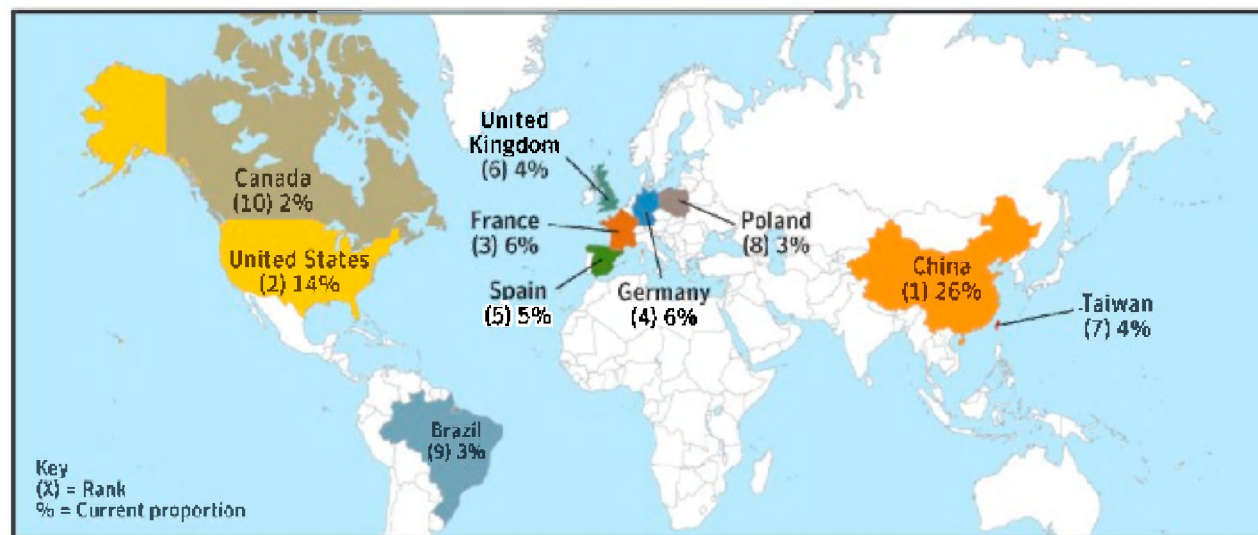 United
Kingdom
(6) 4%
Canada
(10) 2%
France
(3) 6%
Poland
(8) 3%
United States
(2) 14%
China
(1) 26%
Spain
(5) 5%
Germany
(4) 6%
Taiwan
(7) 4%
Brazil
(9) 3%
Key
(X) = Rank
% = Current proportion